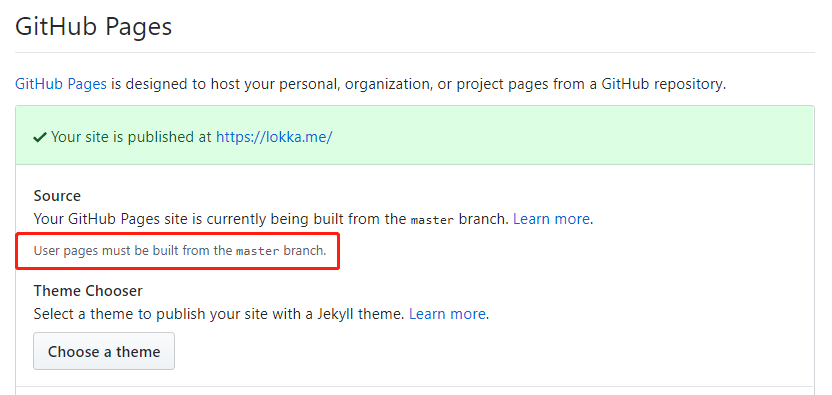 GitHub Pages
GitHub Pages is designed to host your personal, organization, or project pages from a GitHub repository.
Your site is published at https://lokka.me/
Source
Your GitHub Pages site is currently being built from the master branch. Learn more.
User pages must be built from the master branch.
Theme Chooser
Select a theme to publish your site with a Jekyll theme. Learn more.
Choose a theme